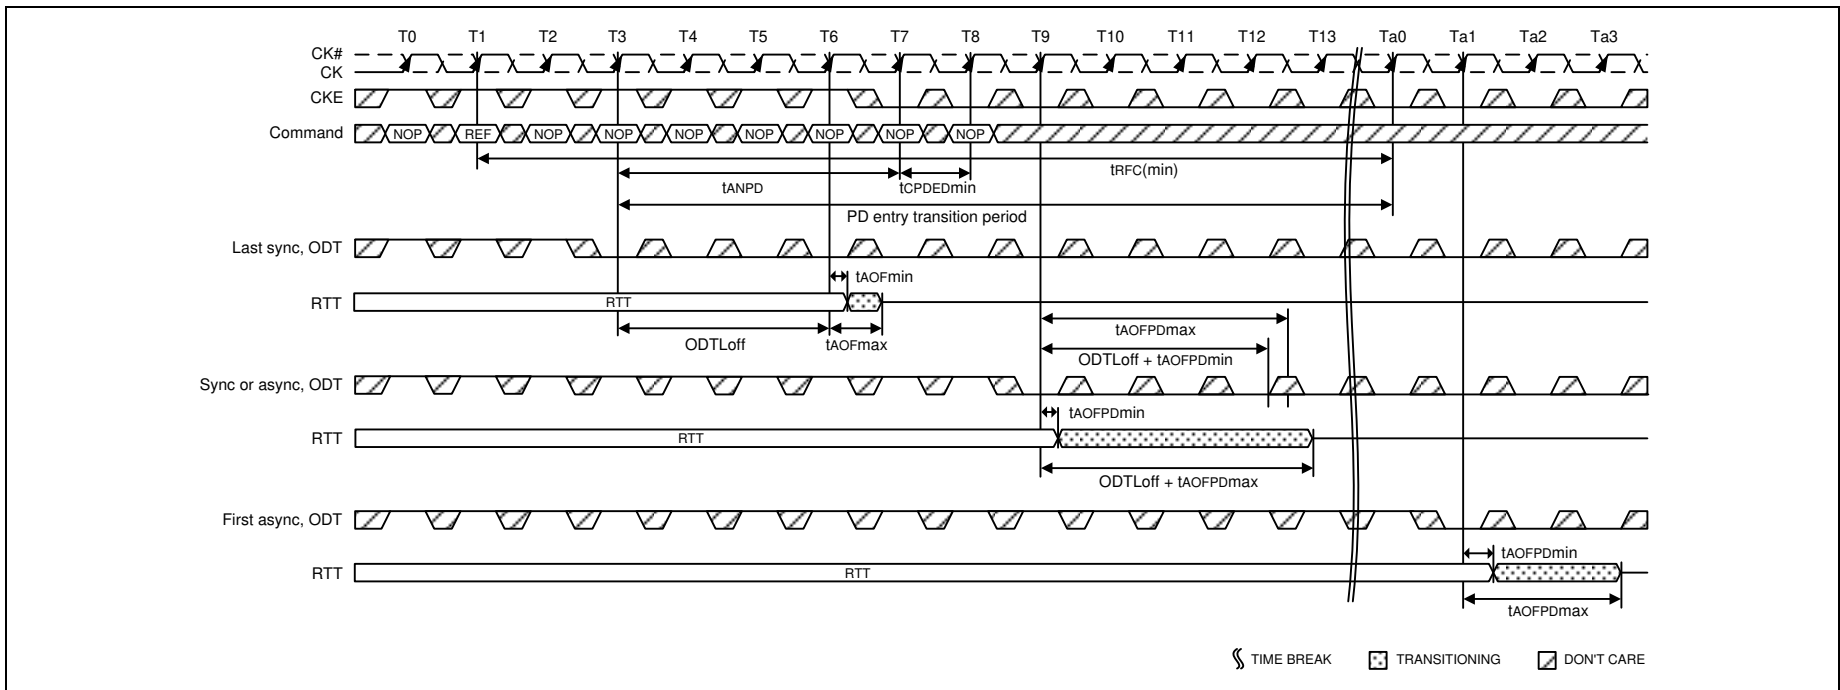 T0 T1 T2 T3 T4 T5 T6 T7 T8 T9 T10 T11 T12 T13 Ta0 Ta1 Ta2 Ta3
CK#
CK
CKE
Command NOP REF NOP NOP NOP NOP NOP NOP NOP
tRFC(min)
tANPD tCPDEDmin
PD entry transition period
Last sync, ODT
tAOFmin
RTT RTT
tAOFPDmax
ODTLoff tAOFmax
ODTLoff + tAOFPDmin
Sync or async, ODT
tAOFPDmin
RTT RTT
ODTLoff + tAOFPDmax
First async, ODT
tAOFPDmin
RTT RTT
tAOFPDmax
TIME BREAK TRANSITIONING DON'T CARE